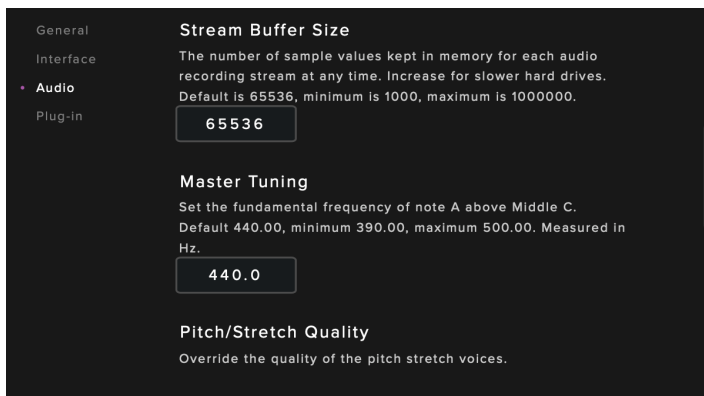 General
Interface
Audio
Plug-in
Stream Buffer Size
The number of sample values kept in memory for each audio
recording stream at any time. Increase for slower hard drives.
Default is 65536, minimum is 1000, maximum is 1000000.
65536
Master Tuning
Set the fundamental frequency of note A above Middle C.
Default 440.00, minimum 390.00, maximum 500.00. Measured in
Hz.
440.0
Pitch/Stretch Quality
Override the quality of the pitch stretch voices.